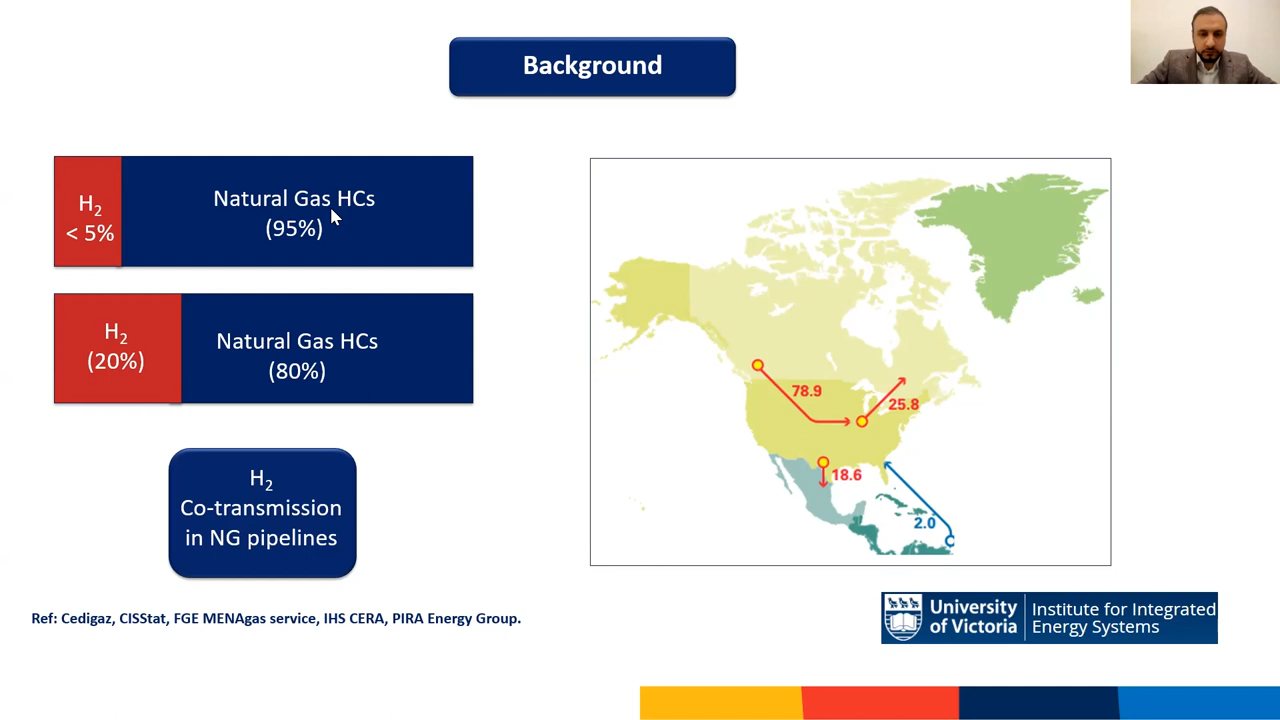 Background
H₂
< 5%
Natural Gas HCs
(95%)
H₂
(20%)
Natural Gas HCs
(80%)
H₂
Co-transmission
in NG pipelines
78.9
25.8
18.6
2.0
Ref: Cedigaz, CISStat, FGE MENAgas service, IHS CERA, PIRA Energy Group.
University
of Victoria
Institute for Integrated
Energy Systems